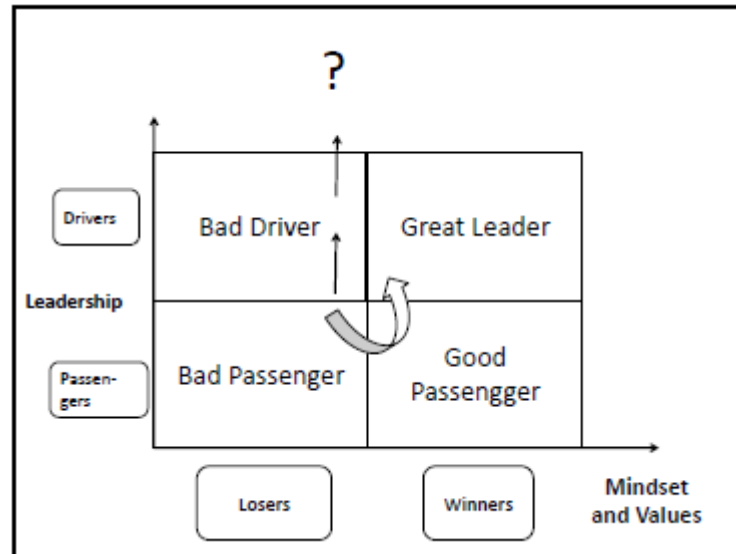 ?
Drivers
Bad Driver
Great Leader
Leadership
Passen-
gers
Bad Passenger
Good
Passengger
Losers
Winners
Mindset
and Values